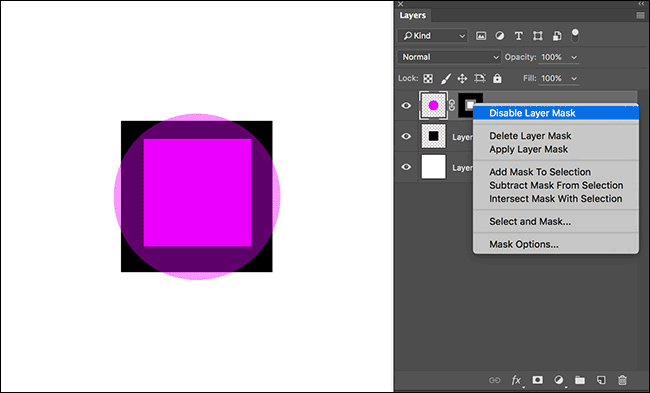 Layers
Kind
Normal Opacity: 100%
Lock: Fill: 100%
Disable Layer Mask
Layer
Delete Layer Mask
Apply Layer Mask
Layer
Add Mask To Selection
Subtract Mask From Selection
Intersect Mask With Selection
Select and Mask...
Mask Options...
fx